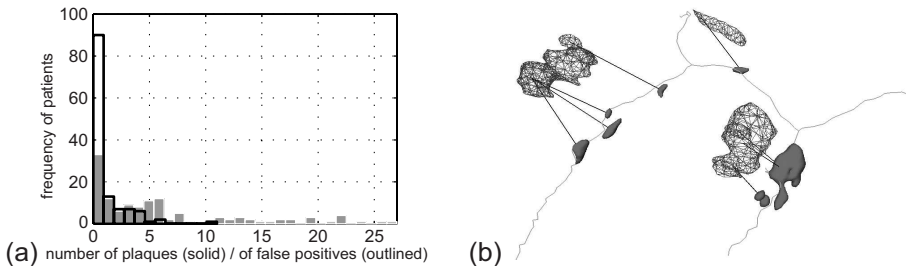 100
80
60
40
20
0
frequency of patients
0 5 10 15 20 25
number of plaques (solid) / of false positives (outlined)
(a)
(b)